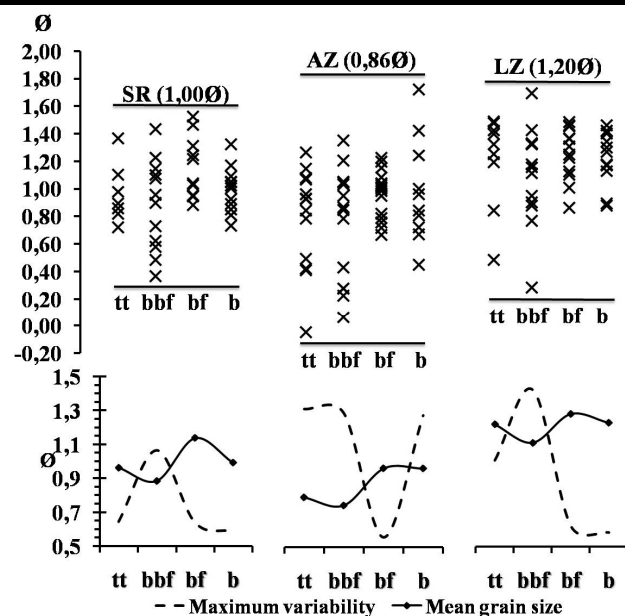 Ø
2,00
1,80
1,60
1,40
1,20
1,00
0,80
0,60
0,40
0,20
0,00
-0,20
SR (1,00Ø)
AZ (0,86Ø)
LZ (1,20Ø)
tt bbf bf b
tt bbf bf b
tt bbf bf b
1,5
1,3
1,1
0,9
0,7
0,5
Ø
tt bbf bf b
tt bbf bf b
tt bbf bf b
Maximum variability Mean grain size